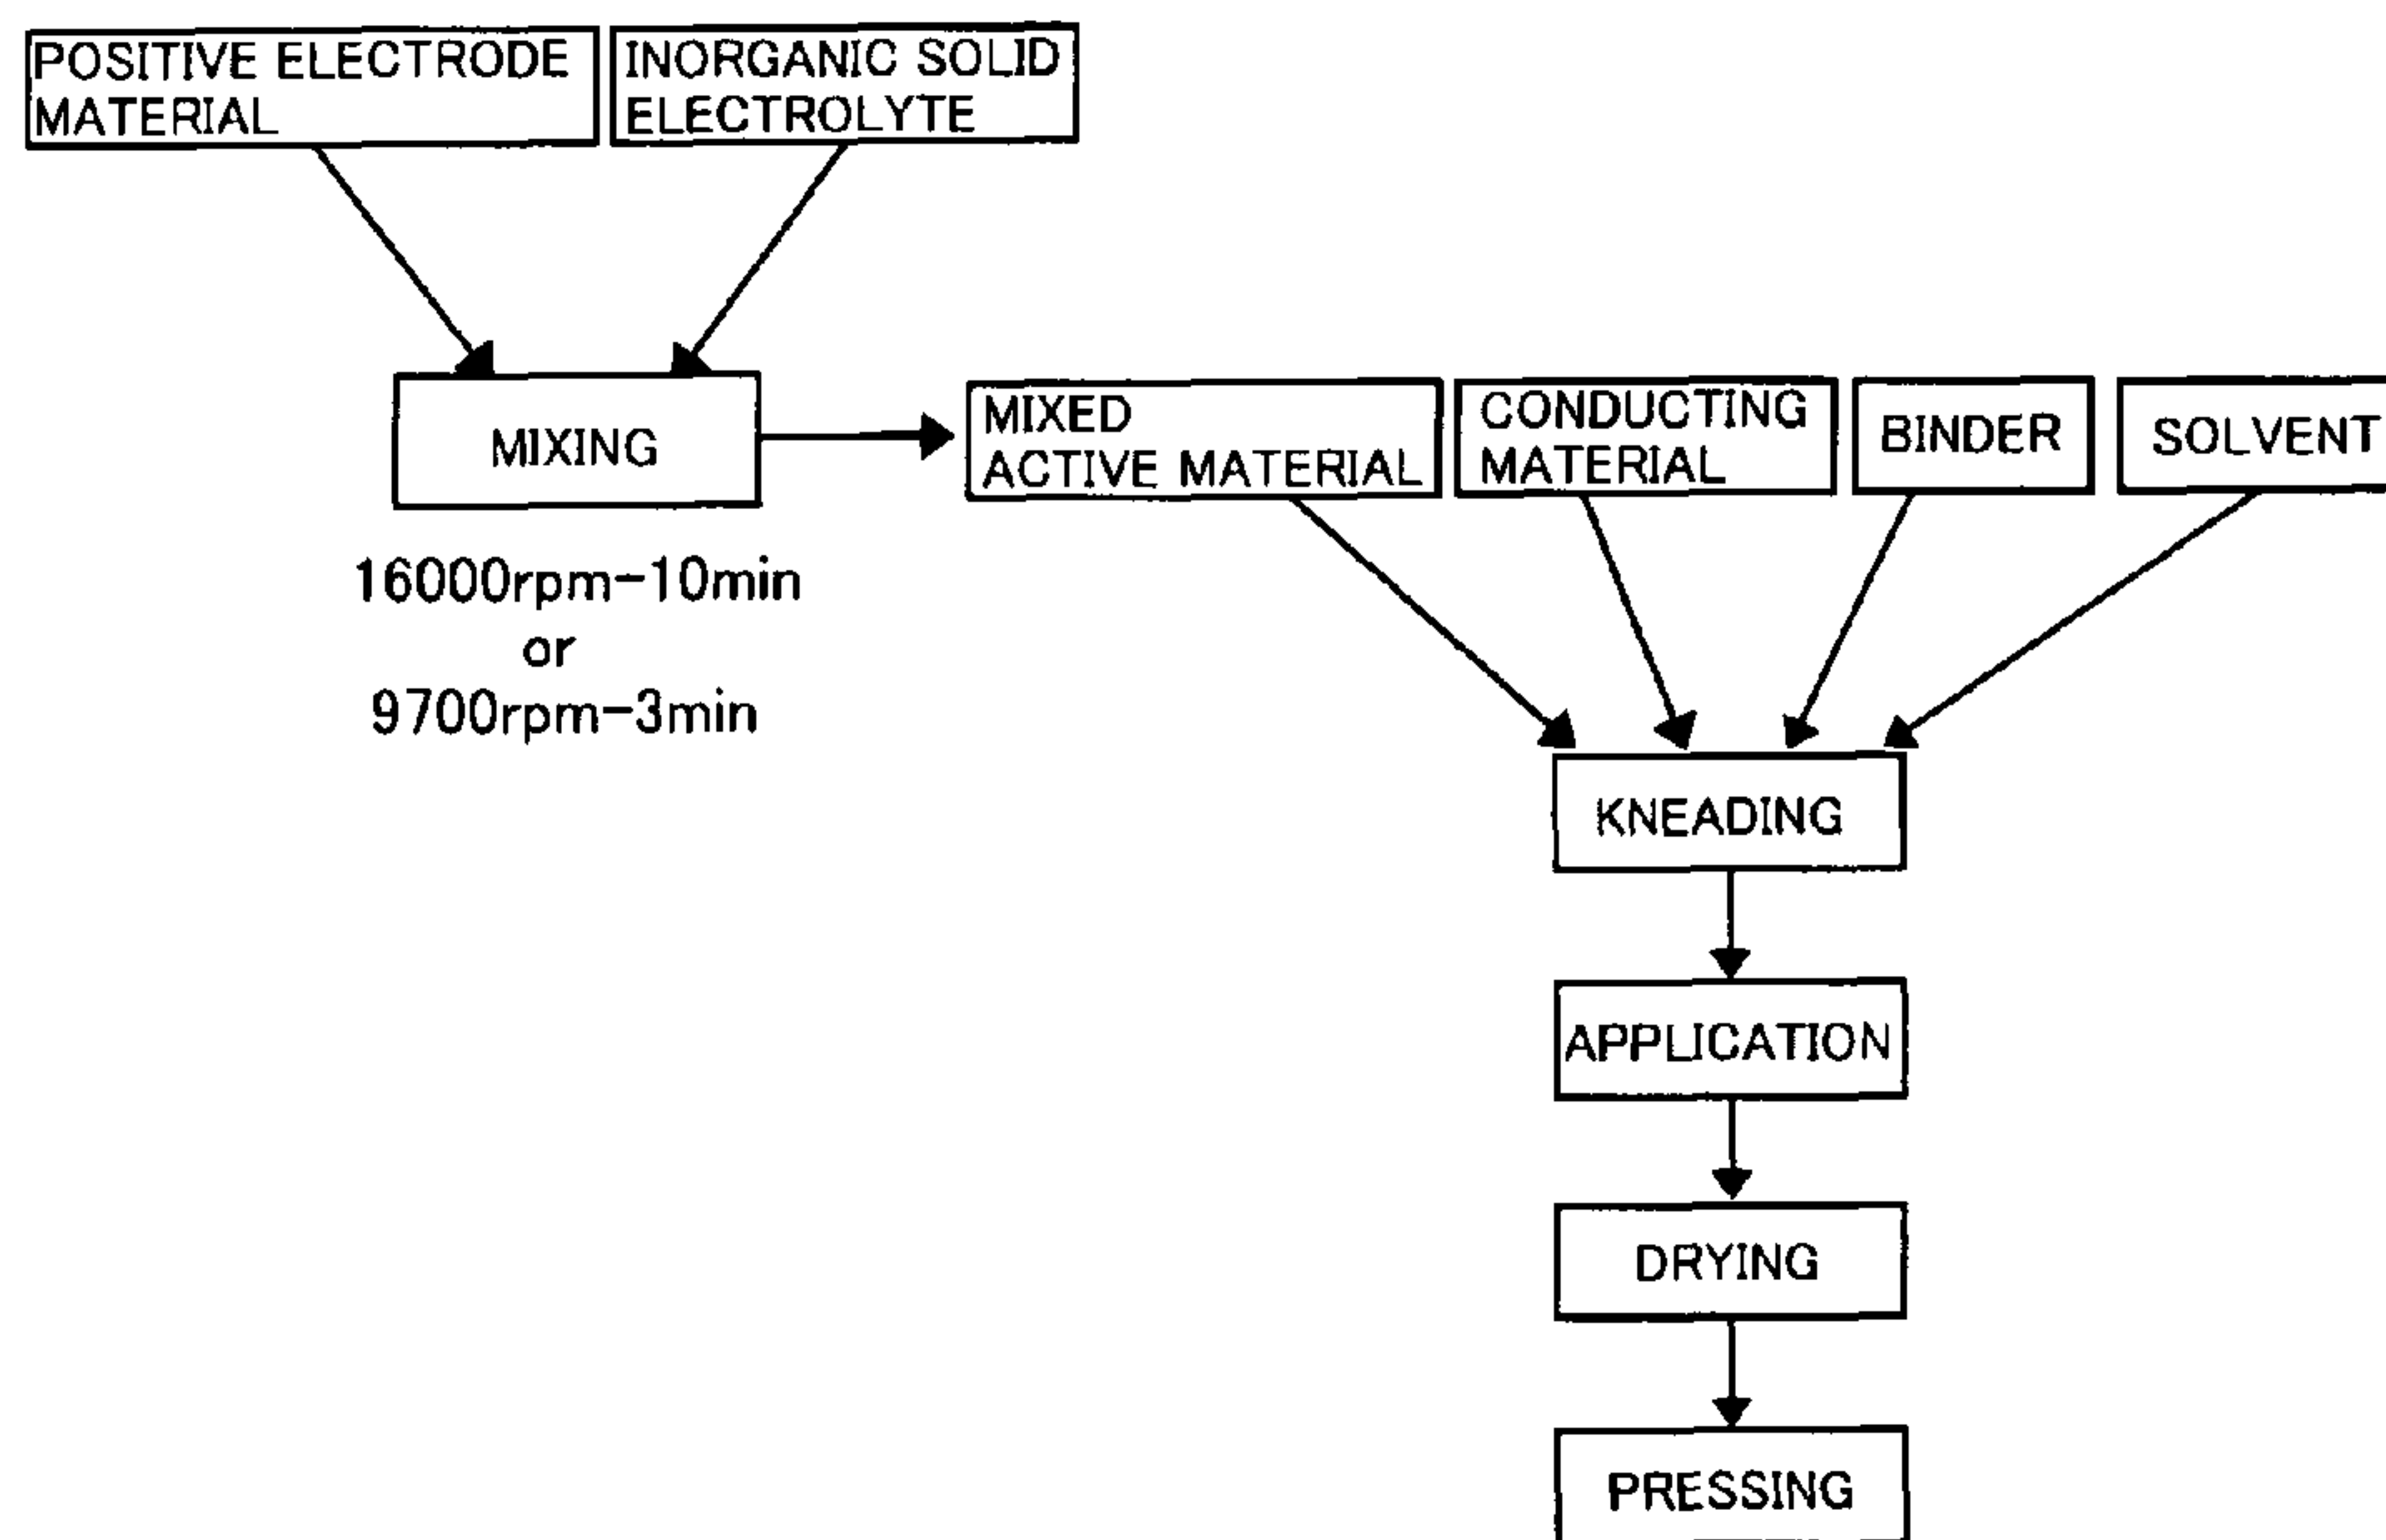 POSITIVE ELECTRODE
MATERIAL
INORGANIC SOLID
ELECTROLYTE
MIXING
16000rpm-10min
or
9700rpm-3min
MIXED
ACTIVE MATERIAL
CONDUCTING
MATERIAL
BINDER
SOLVENT
KNEADING
APPLICATION
DRYING
PRESSING